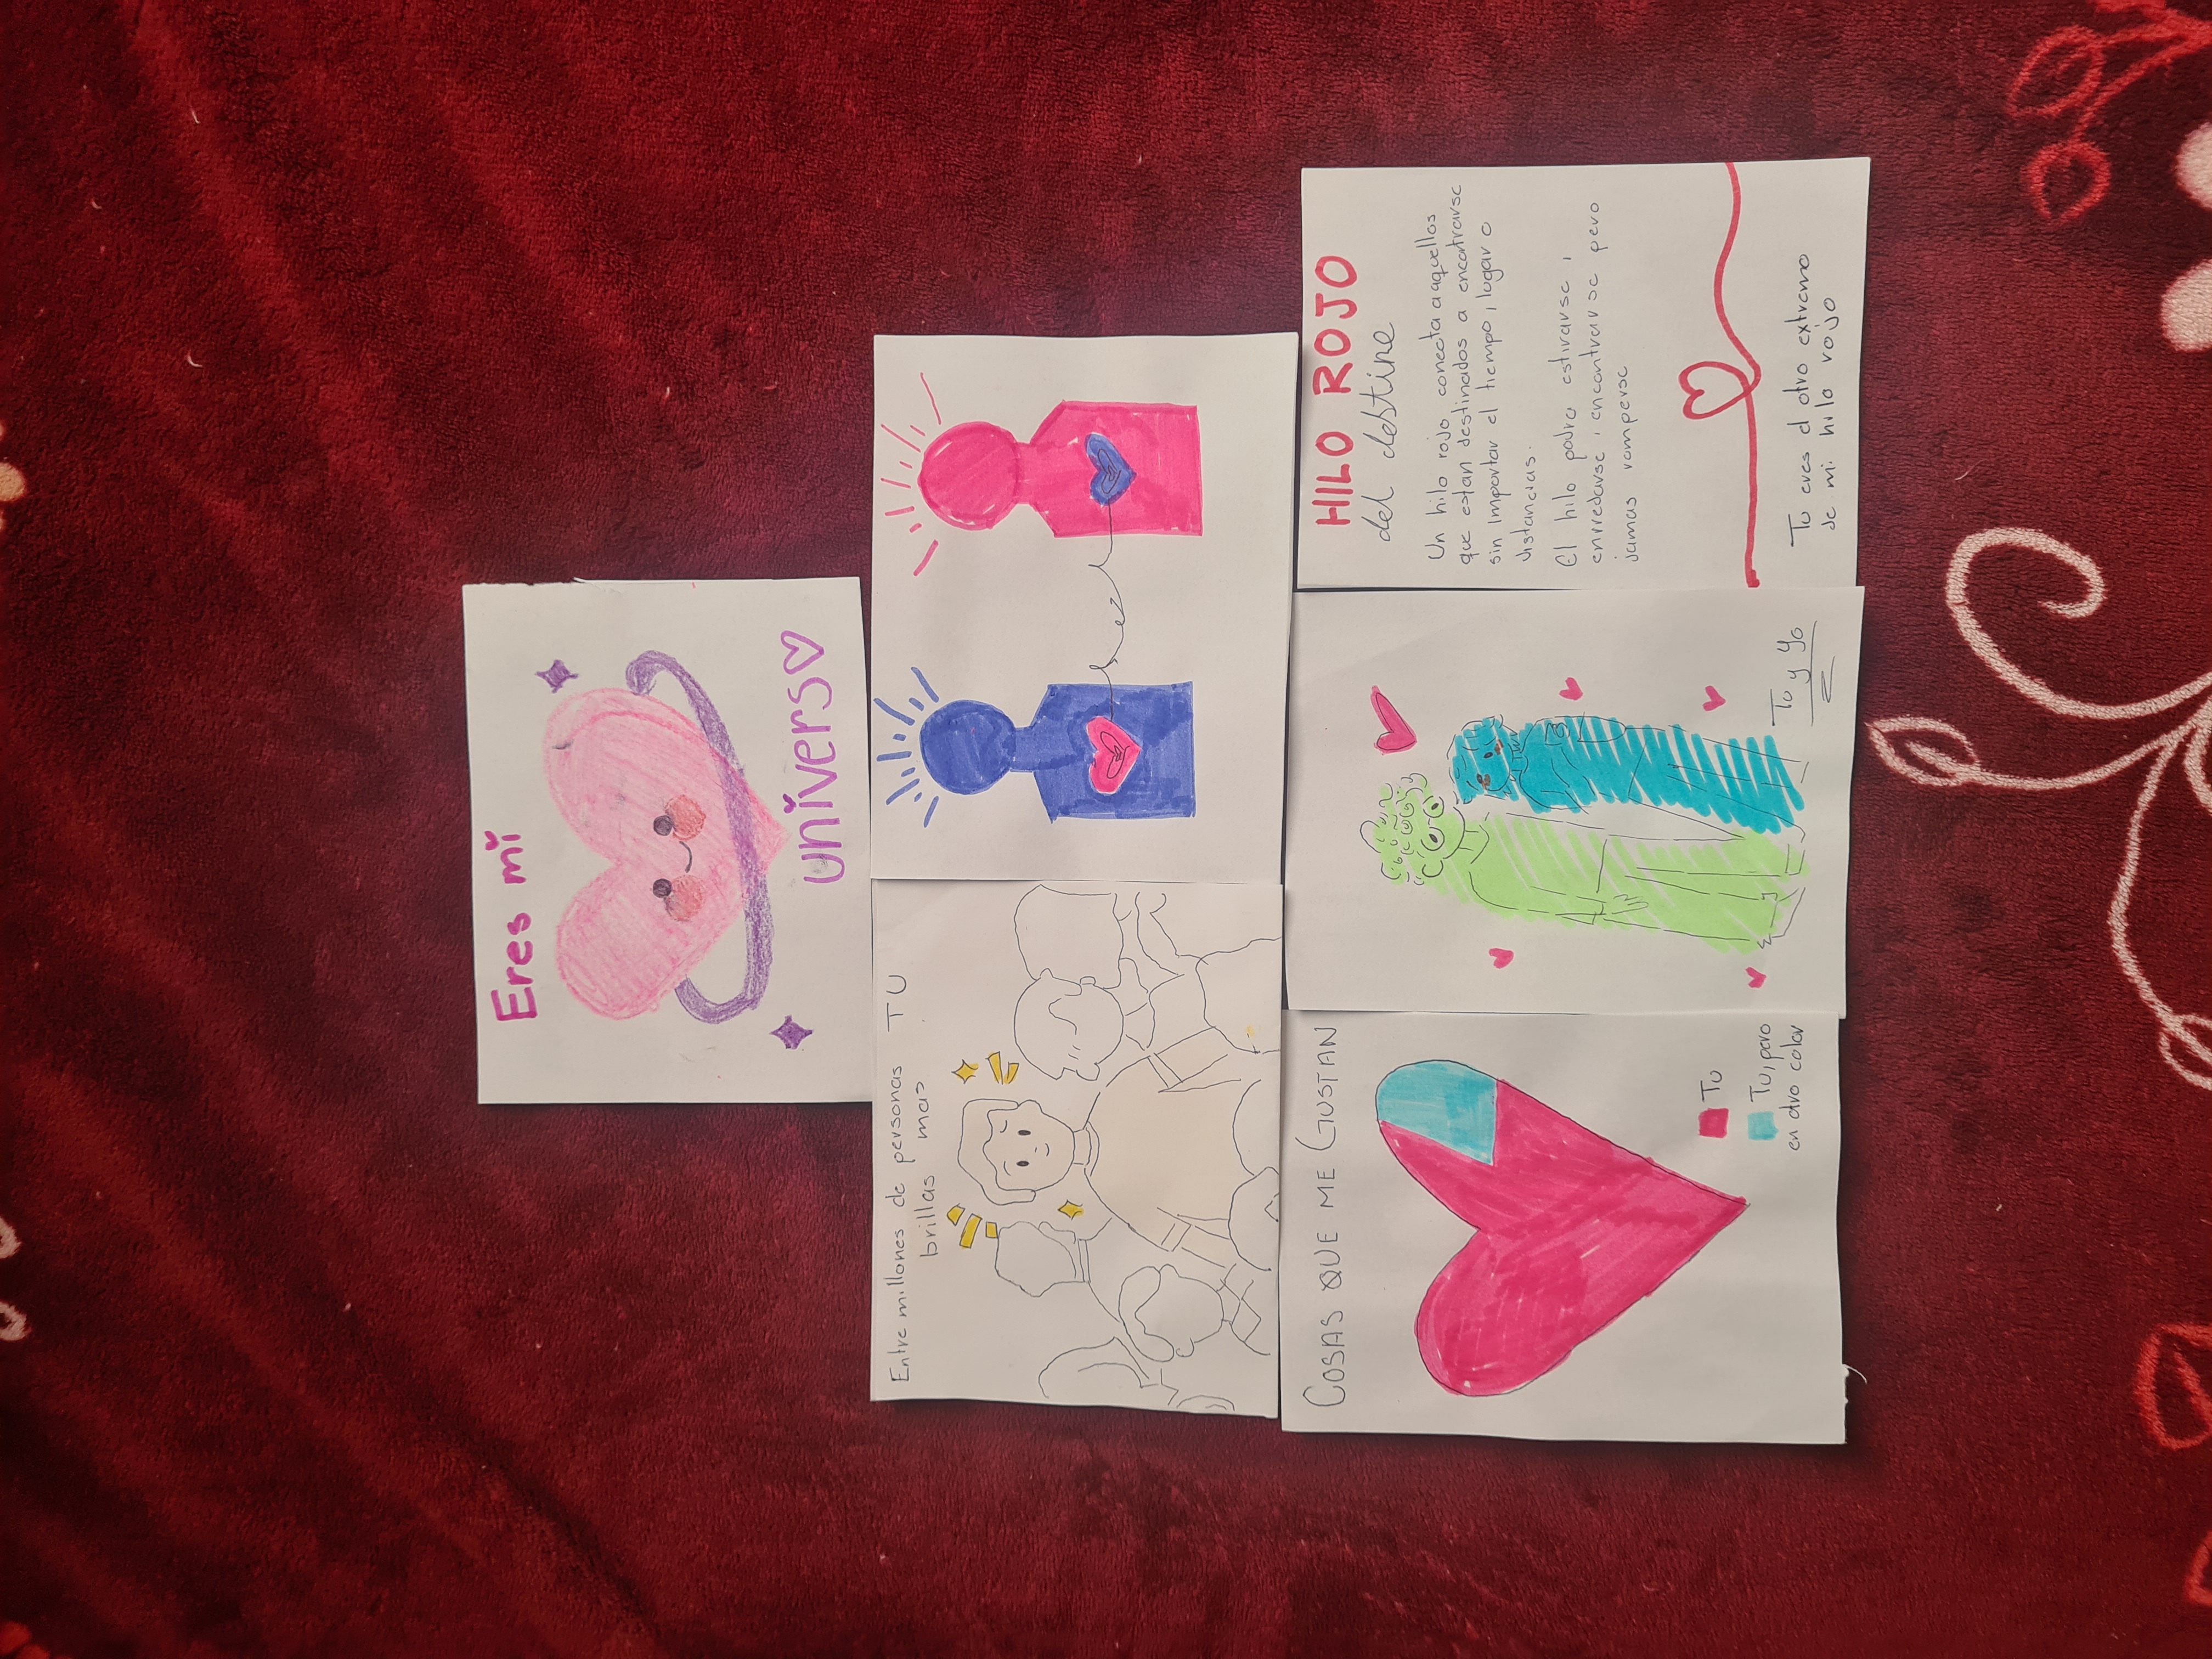 Eres mi
univers♡
Entre millones de personas TU
brillas mas
COSAS QUE ME GUSTAN
Tu
Tu, pero
en otro color
Tu y Yo
HILO ROJO
del destino
Un hilo rojo conecta a aquellos
que estan destinados a encontrarse
sin importar el tiempo, lugar o
distancias.
El hilo podra estirarse,
enrredarse, encontrarse pero
jamas romperse
Tu eres el otro extremo
de mi hilo rojo